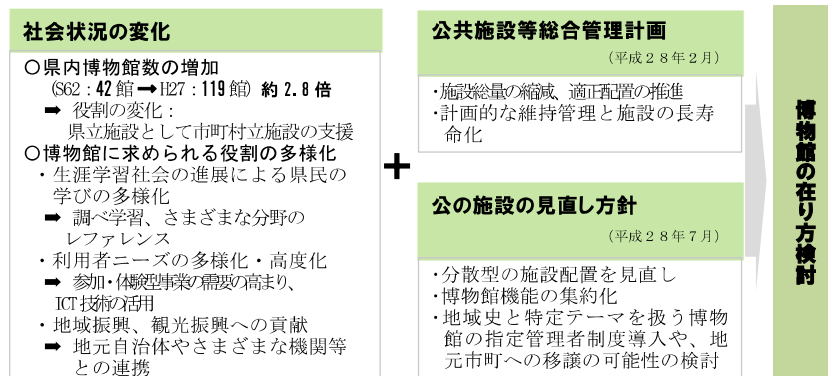 社会状況の変化
○県内博物館数の増加
(S62:42館➡H27:119館) 約2.8倍
➡ 役割の変化:
県立施設として市町村立施設の支援
○博物館に求められる役割の多様化
・生涯学習社会の進展による県民の
学びの多様化
➡ 調べ学習、さまざまな分野の
レファレンス
・利用者ニーズの多様化・高度化
➡ 参加・体験型事業の需要の高まり、
ICT技術の活用
・地域振興、観光振興への貢献
➡ 地元自治体やさまざまな機関等
との連携
+
公共施設等総合管理計画
(平成28年2月)
・施設総量の縮減、適正配置の推進
・計画的な維持管理と施設の長寿
命化
公の施設の見直し方針
(平成28年7月)
・分散型の施設配置を見直し
・博物館機能の集約化
・地域史と特定テーマを扱う博物
館の指定管理者制度導入や、地
元市町への移譲の可能性の検討
博物館の在り方検討